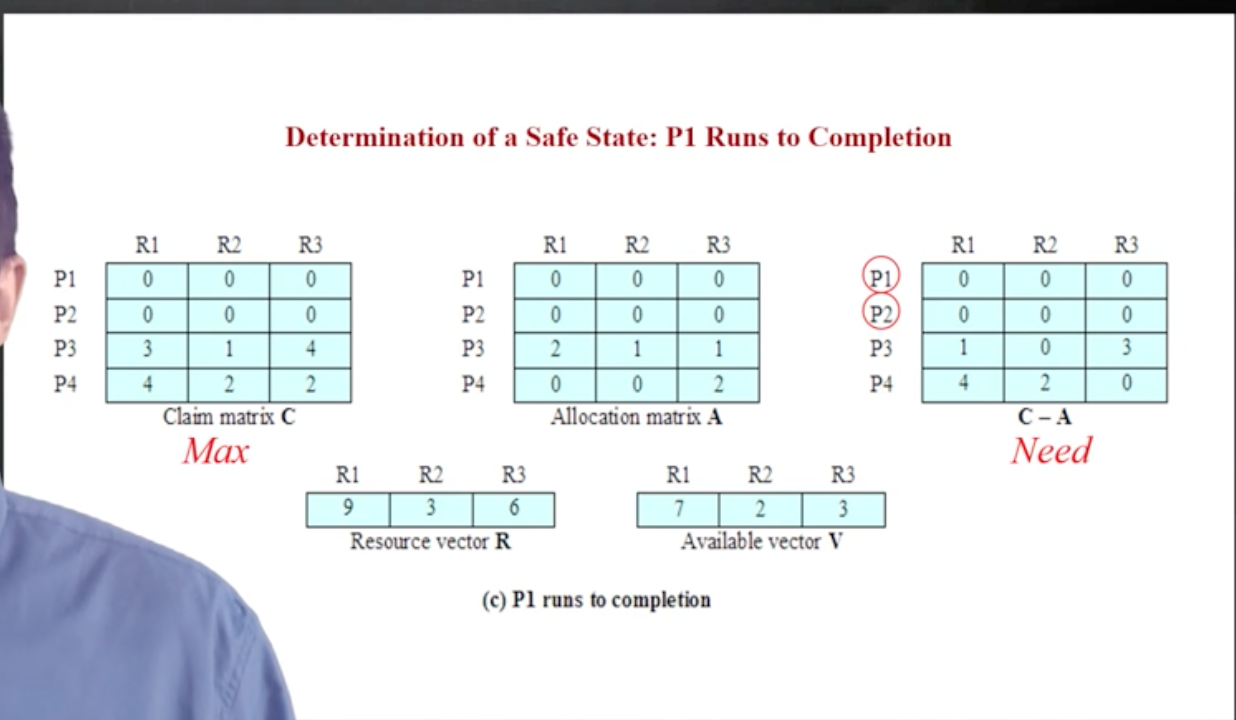 Determination of a Safe State: P1 Runs to Completion
R1 R2 R3
P1 0 0 0
P2 0 0 0
P3 3 1 4
P4 4 2 2
Claim matrix C
Max
R1 R2 R3
P1 0 0 0
P2 0 0 0
P3 2 1 1
P4 0 0 2
Allocation matrix A
R1 R2 R3
P1 0 0 0
P2 0 0 0
P3 1 0 3
P4 4 2 0
C – A
Need
R1 R2 R3
9 3 6
Resource vector R
R1 R2 R3
7 2 3
Available vector V
(c) P1 runs to completion